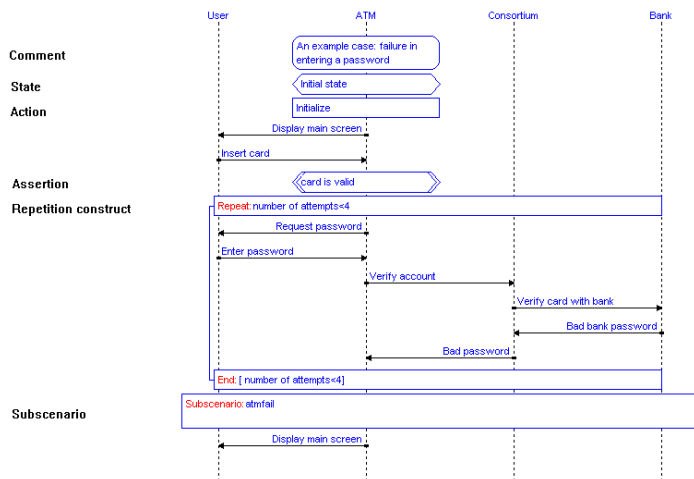 User ATM Consortium Bank
Comment
An example case: failure in
entering a password
State
Initial state
Action
Initialize
Display main screen
Insert card
Assertion
card is valid
Repetition construct
Repeat: number of attempts<4
Request password
Enter password
Verify account
Verify card with bank
Bad bank password
Bad password
End: [ number of attempts<4]
Subscenario
Subscenario: atmfail
Display main screen